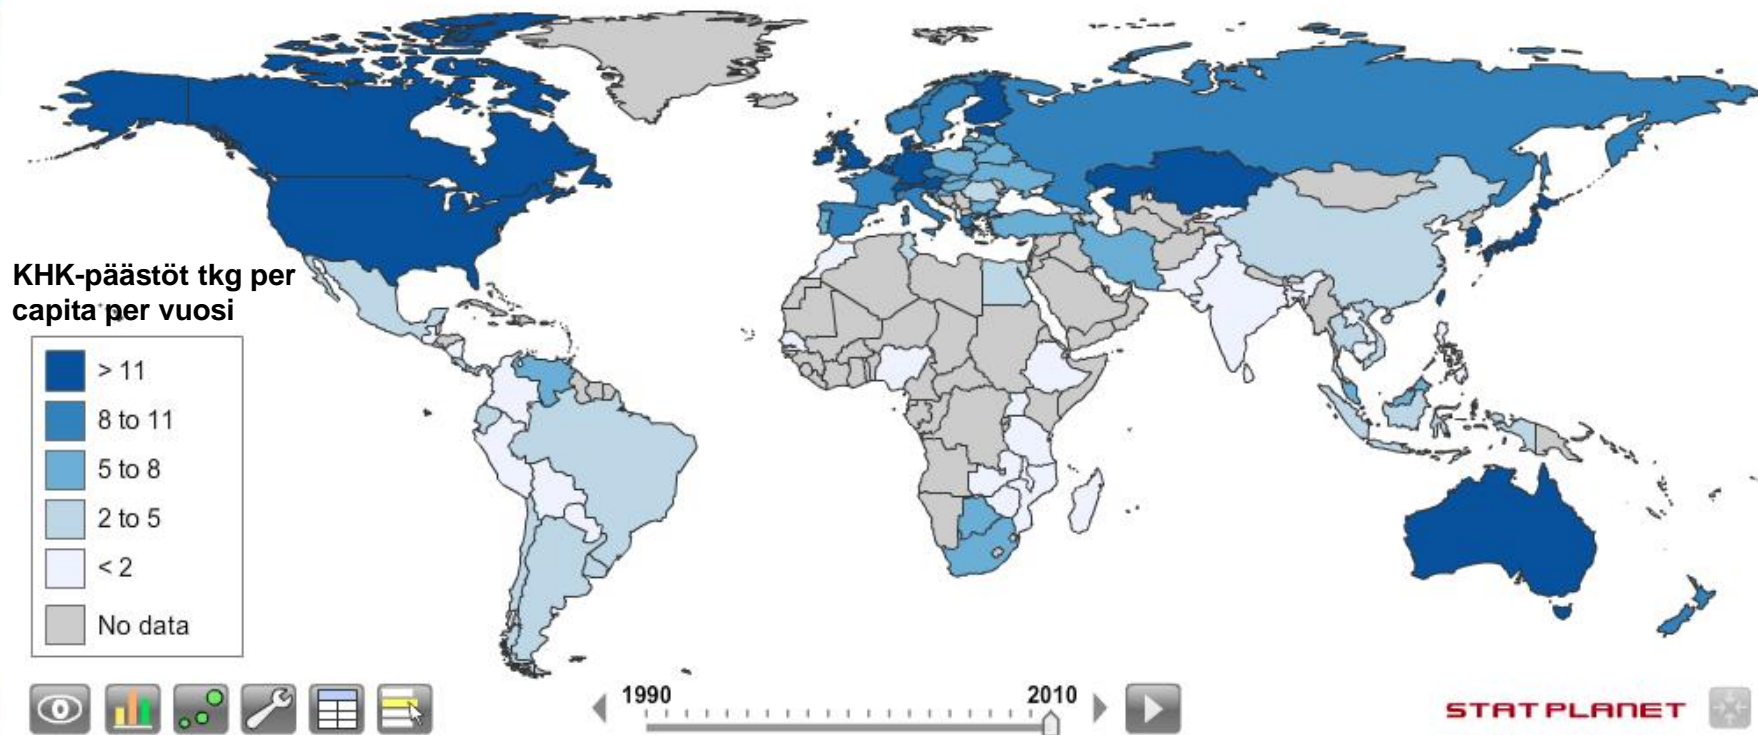 KHK-päästöt tkg per
capita per vuosi
> 11
8 to 11
5 to 8
2 to 5
< 2
No data
1990
2010
STATPLANET